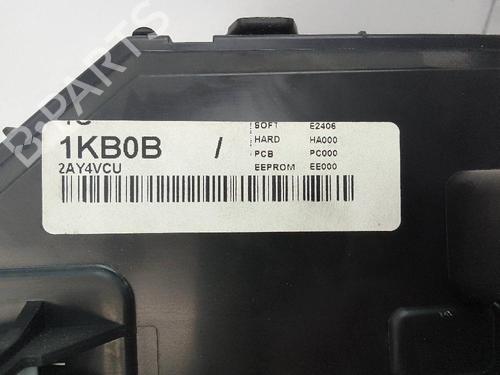 B-PARTS
SOFT E2406
1KB0B / HARD HA000
PCB PC000
2AY4VCU EEPROM EE000